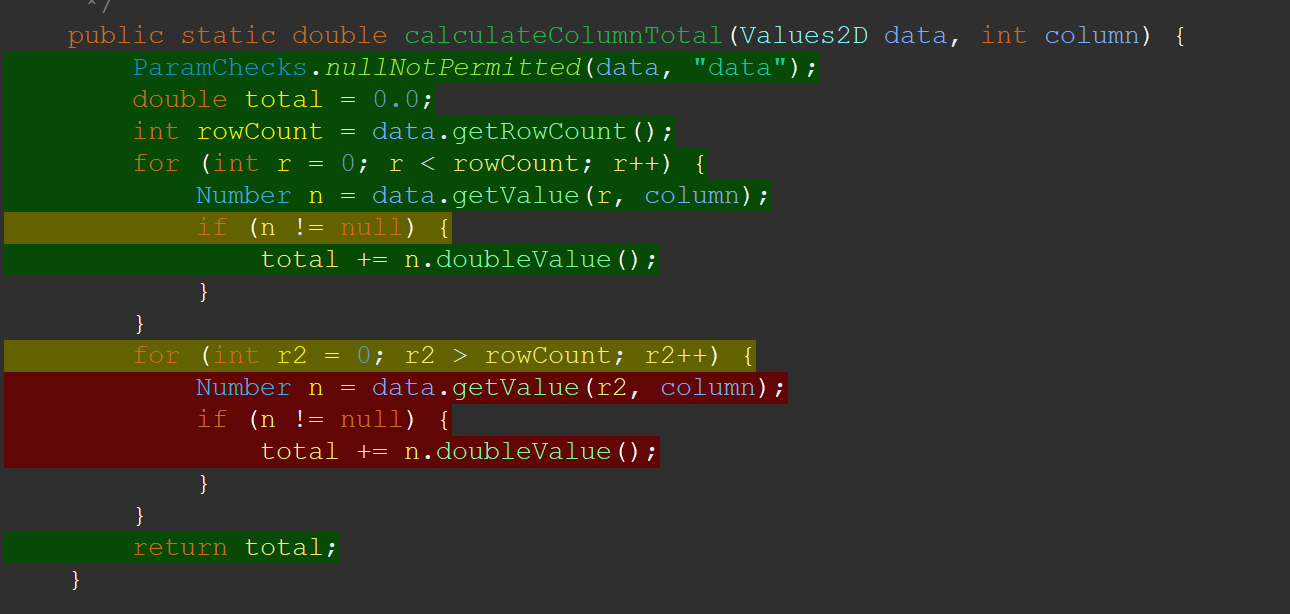 */
public static double calculateColumnTotal(Values2D data, int column) {
ParamChecks.nullNotPermitted(data, "data");
double total = 0.0;
int rowCount = data.getRowCount();
for (int r = 0; r < rowCount; r++) {
Number n = data.getValue(r, column);
if (n != null) {
total += n.doubleValue();
}
}
for (int r2 = 0; r2 > rowCount; r2++) {
Number n = data.getValue(r2, column);
if (n != null) {
total += n.doubleValue();
}
}
return total;
}